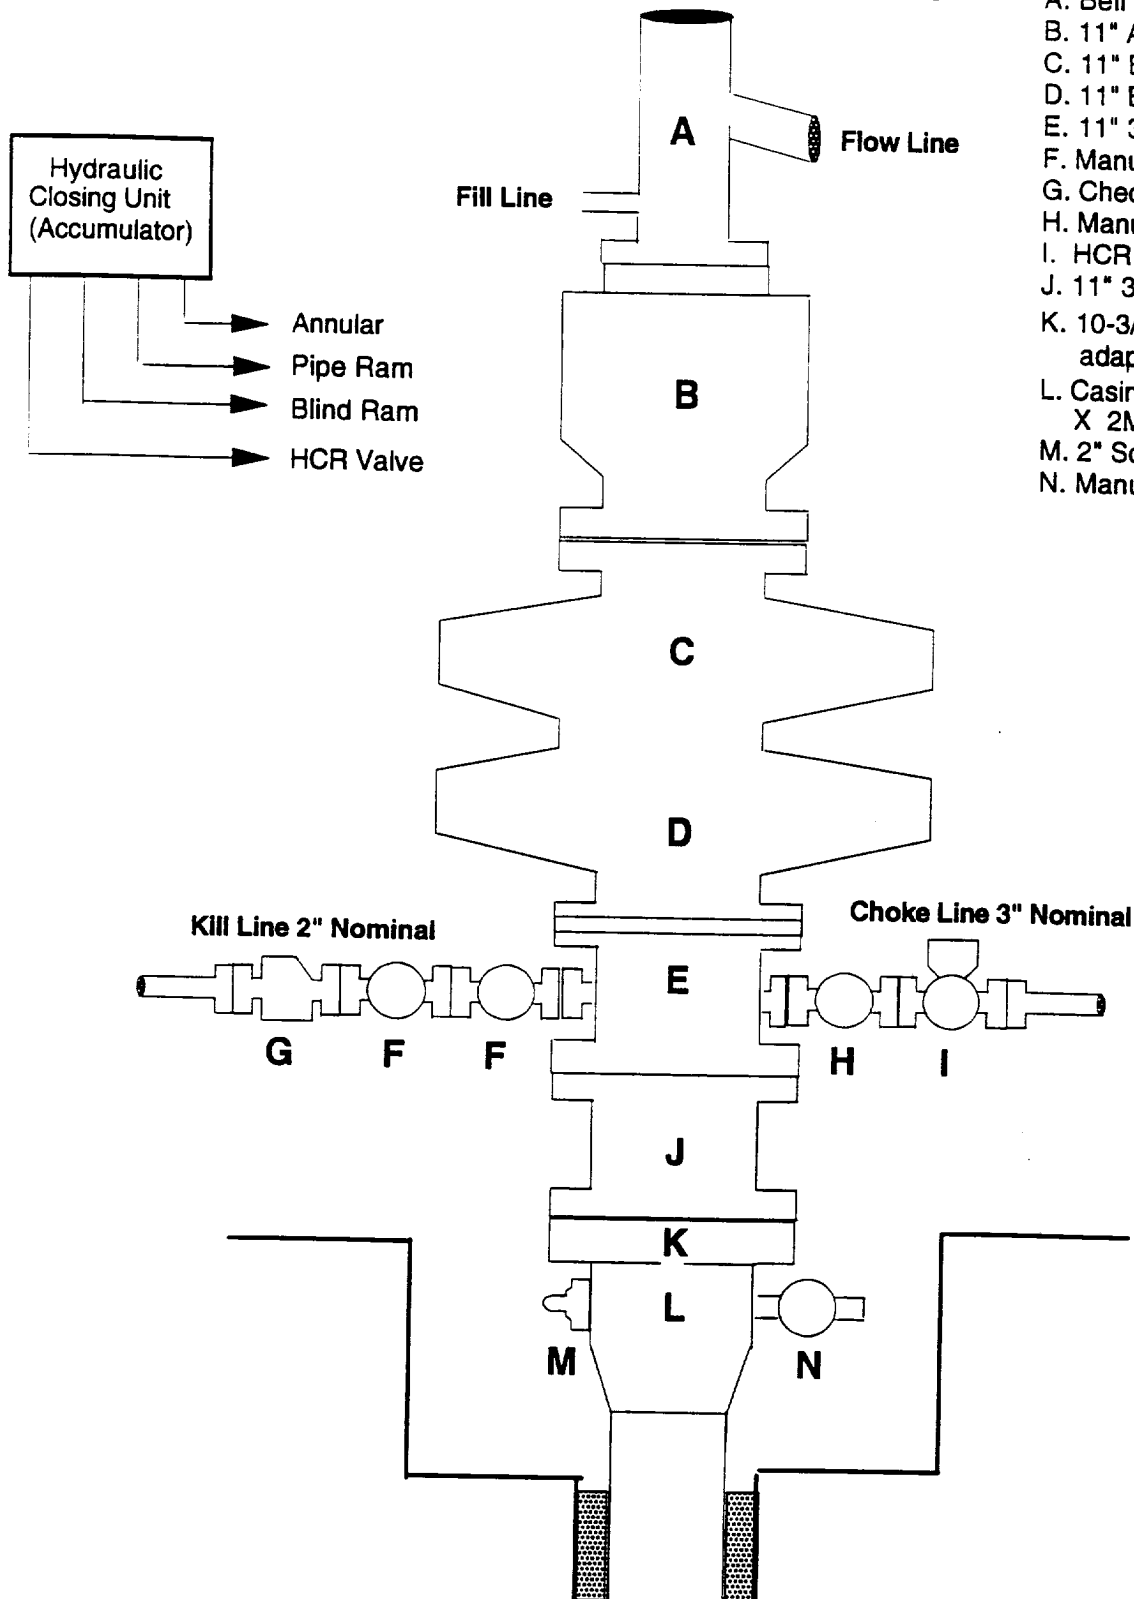 A. Bell
B. 11" A
C. 11" B
D. 11" B
E. 11" 3
F. Manu
G. Chec
H. Manu
I. HCR
J. 11" 3
K. 10-3/
adap
L. Casin
X 2M
M. 2" Sc
N. Manu
A
Flow Line
Fill Line
Hydraulic
Closing Unit
(Accumulator)
Annular
Pipe Ram
Blind Ram
HCR Valve
B
C
D
Kill Line 2" Nominal
Choke Line 3" Nominal
E
G F F
H I
J
K
L
M
N